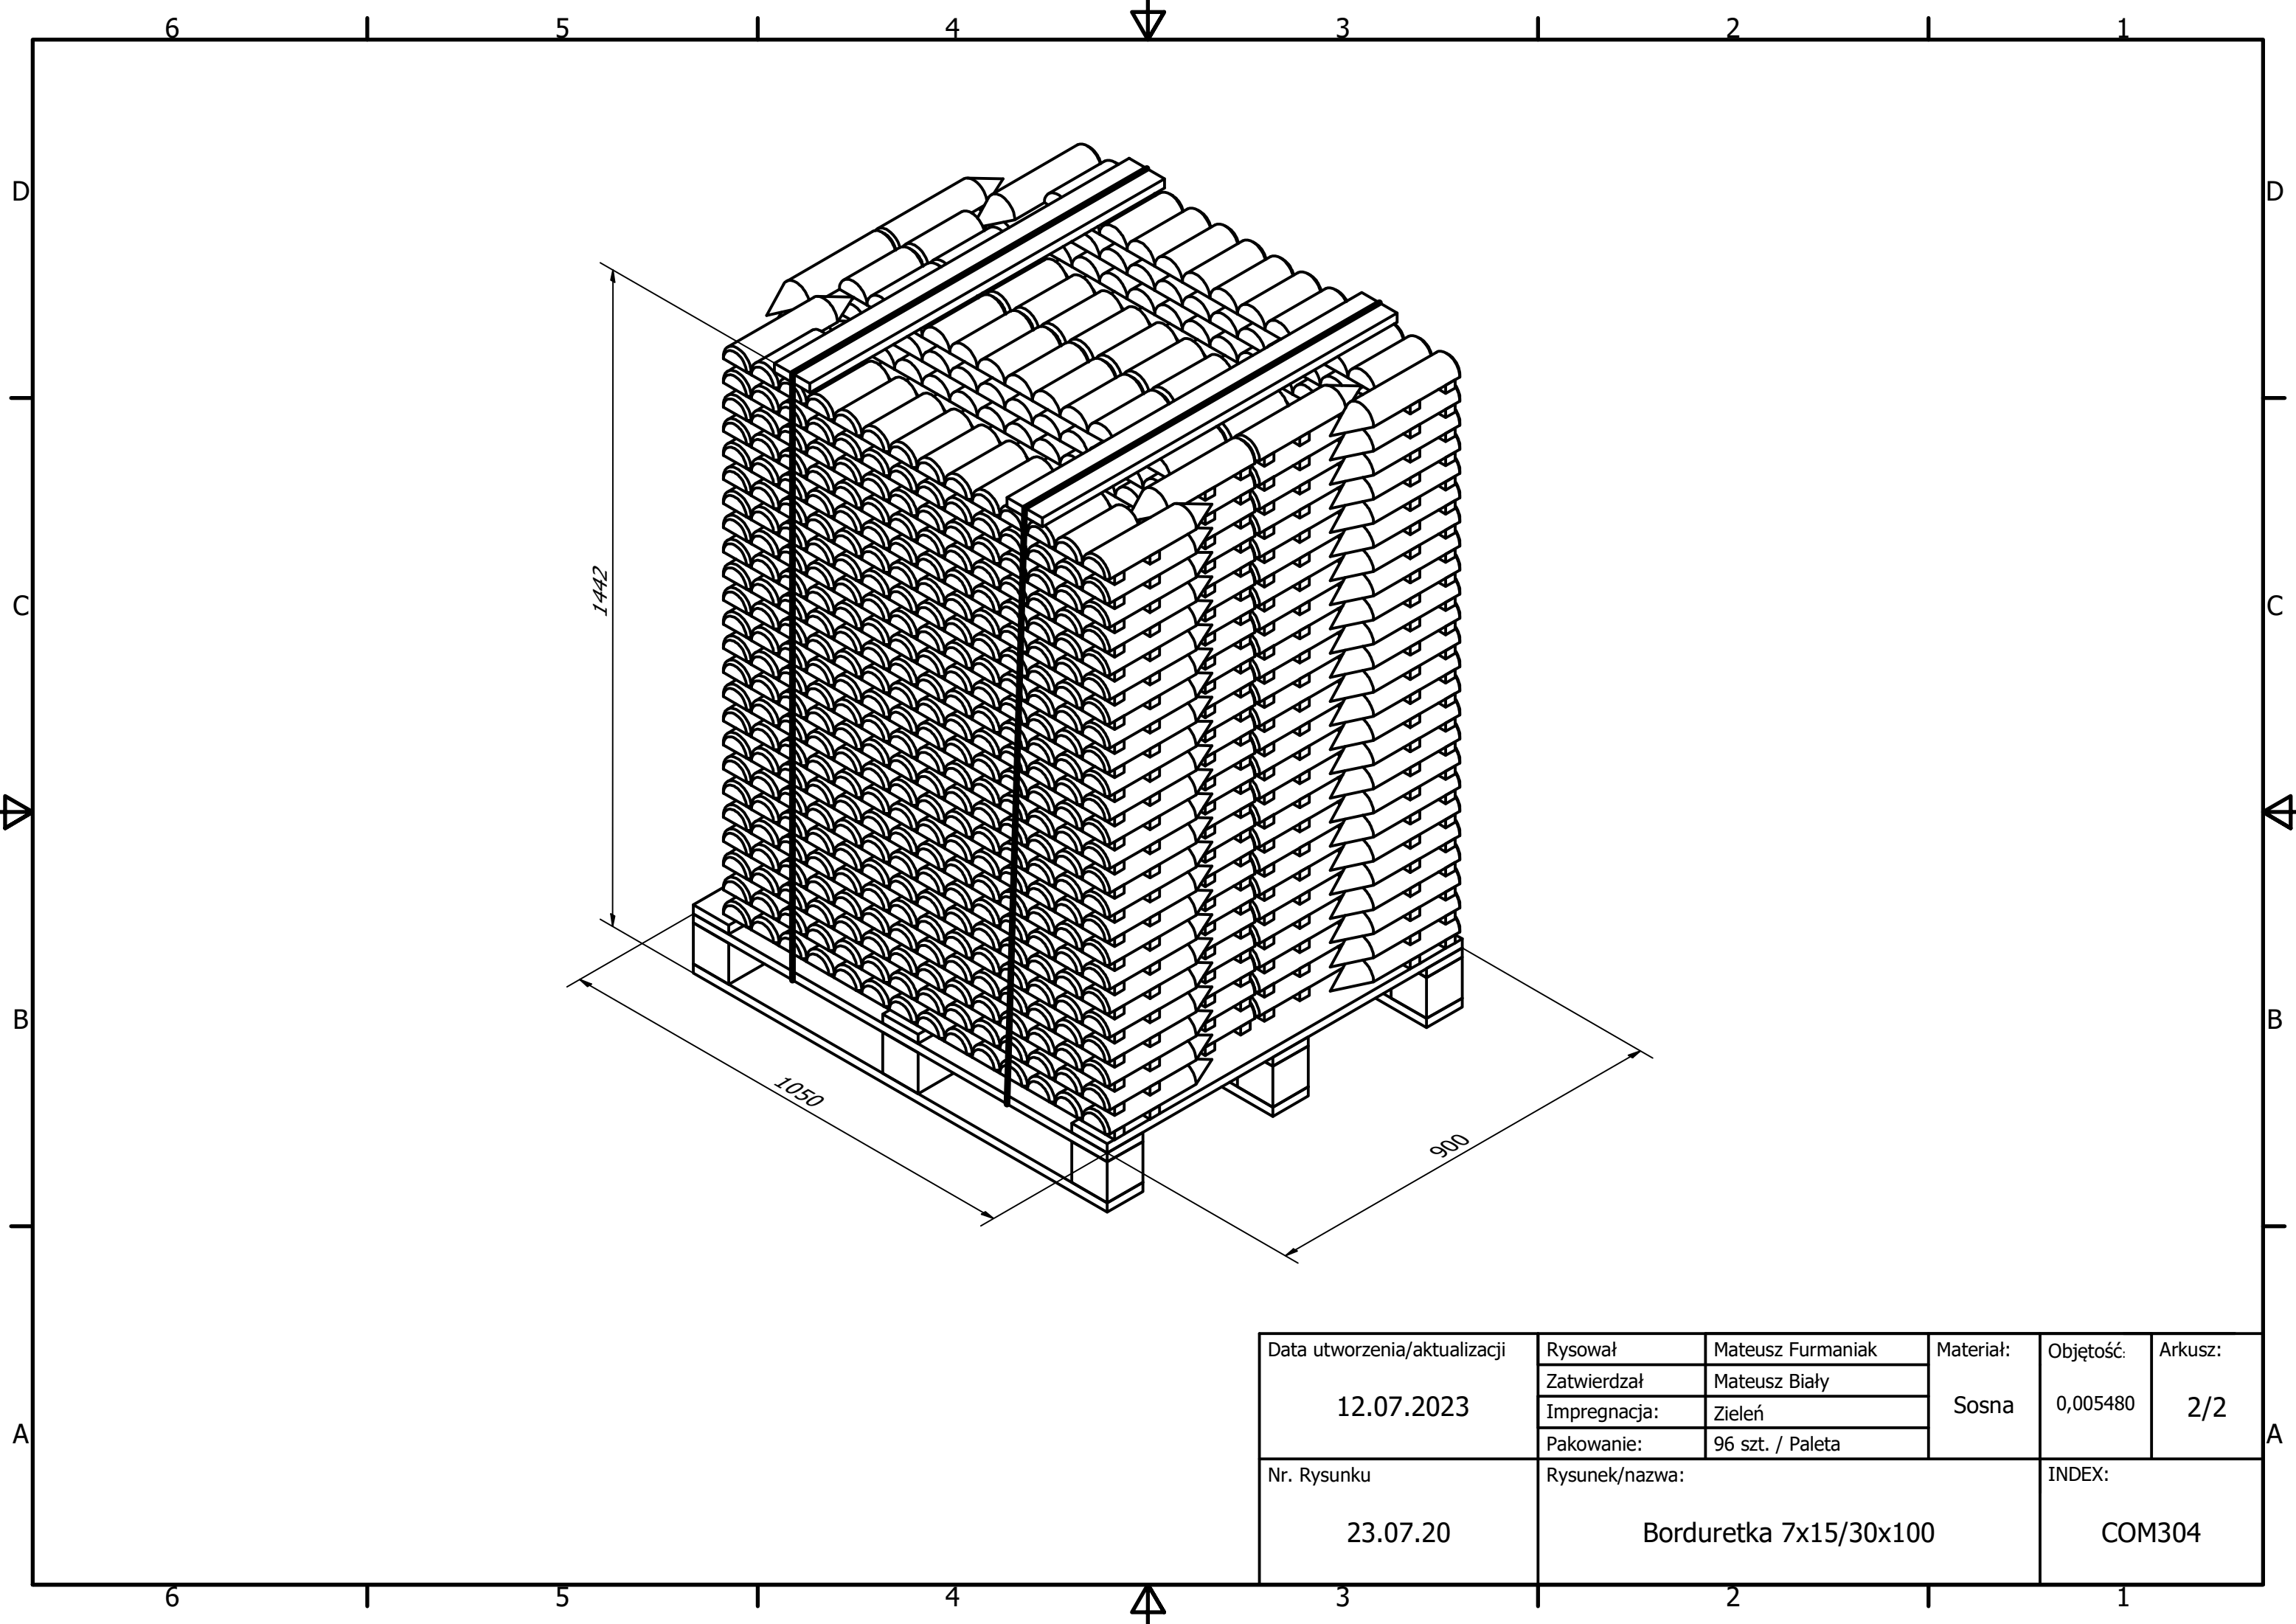 6 5 4 3 2 1
D D
1442
C C
B B
1050
900
Data utworzenia/aktualizacji
12.07.2023
Rysował Mateusz Furmaniak
Zatwierdzał Mateusz Biały
Impregnacja: Zieleń
Pakowanie: 96 szt. / Paleta
Materiał:
Sosna
Objętość:
0,005480
Arkusz:
2/2
A A
Nr. Rysunku
23.07.20
Rysunek/nazwa:
Borduretka 7x15/30x100
INDEX:
COM304
6 5 4 3 2 1